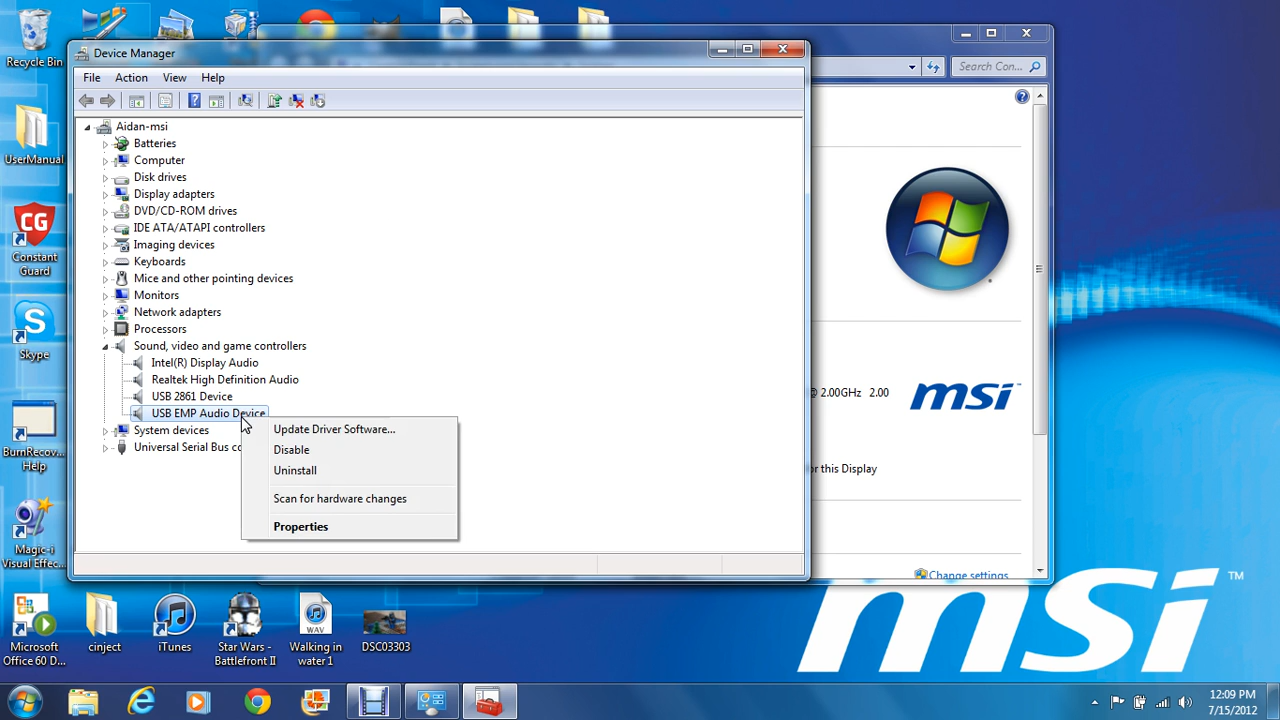 Recycle Bin
UserManual
CG
Constant
Guard
S
Skype
BurnRecov...
Help
Magic-i
Visual Effec...
Microsoft
Office 60 D...
cinject
iTunes
Star Wars -
Battlefront II
WAV
Walking in
water 1
DSC03303
Device Manager
File
Action
View
Help
Aidan-msi
Batteries
Computer
Disk drives
Display adapters
DVD/CD-ROM drives
IDE ATA/ATAPI controllers
Imaging devices
Keyboards
Mice and other pointing devices
Monitors
Network adapters
Processors
Sound, video and game controllers
Intel(R) Display Audio
Realtek High Definition Audio
USB 2861 Device
USB EMP Audio Device
System devices
Universal Serial Bus co
Update Driver Software...
Disable
Uninstall
Scan for hardware changes
Properties
Search Con...
@ 2.00GHz 2.00
msi
or this Display
Change settings
msi™
12:09 PM
7/15/2012